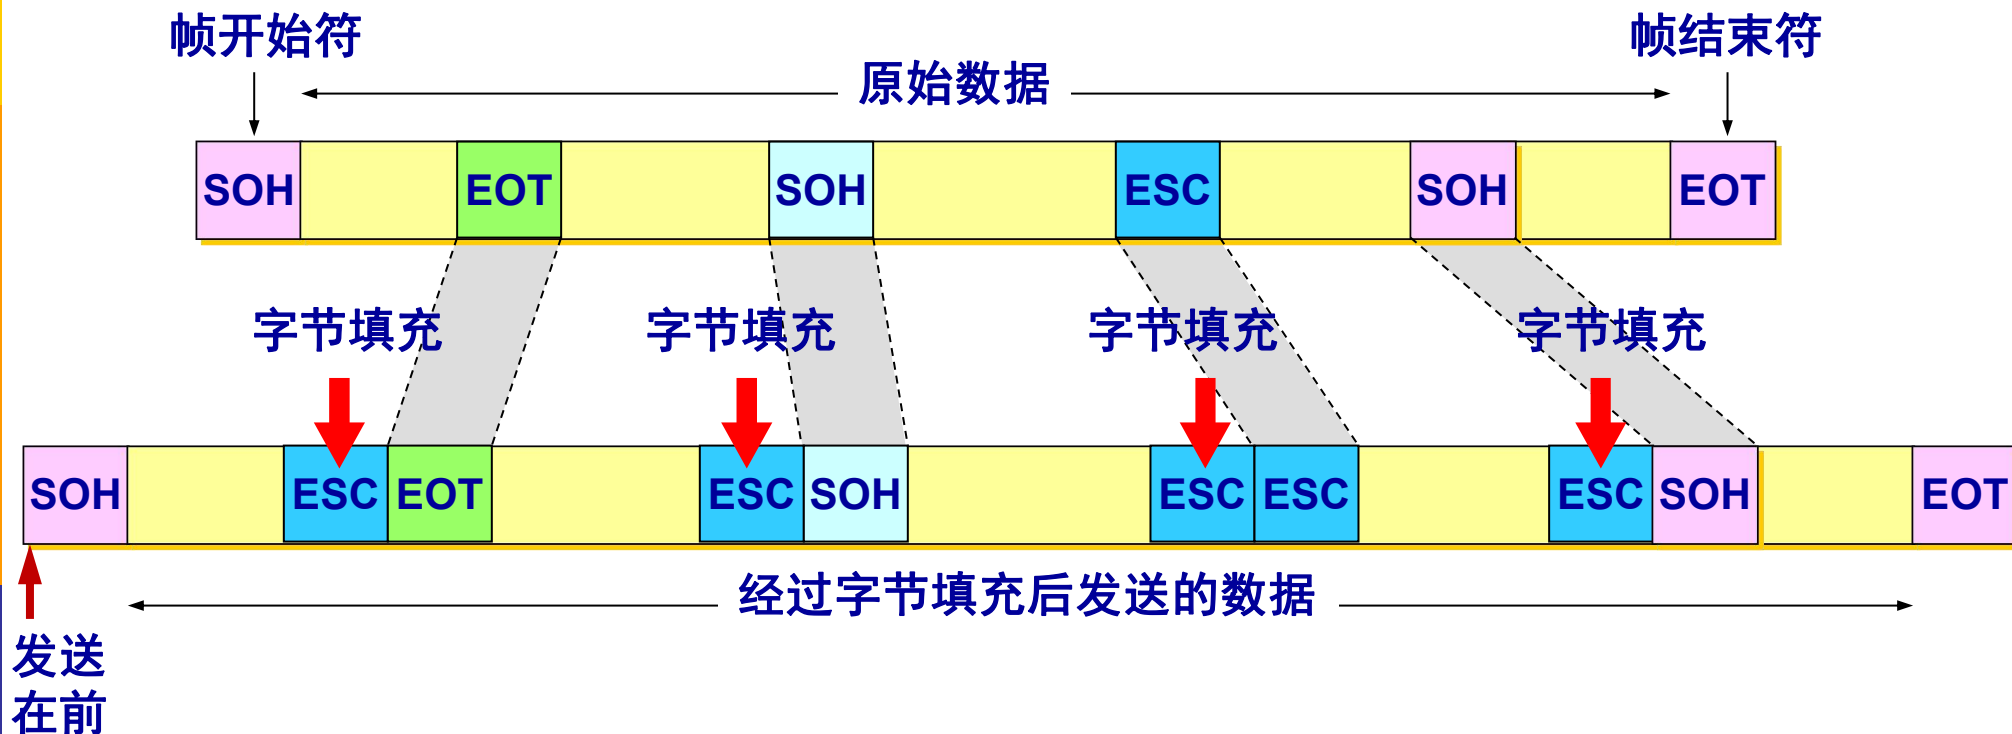 帧开始符
帧结束符
原始数据
SOH EOT SOH ESC SOH EOT
字节填充 字节填充 字节填充 字节填充
SOH ESC EOT ESC SOH ESC ESC ESC SOH EOT
经过字节填充后发送的数据
发送
在前